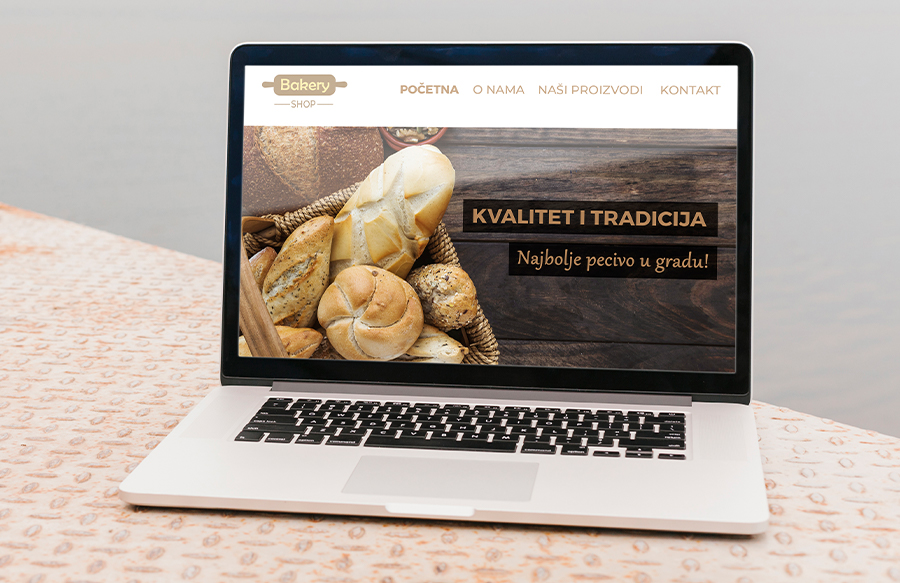 Bakery
SHOP
POČETNA O NAMA NAŠI PROIZVODI KONTAKT
KVALITET I TRADICIJA
Najbolje pecivo u gradu!